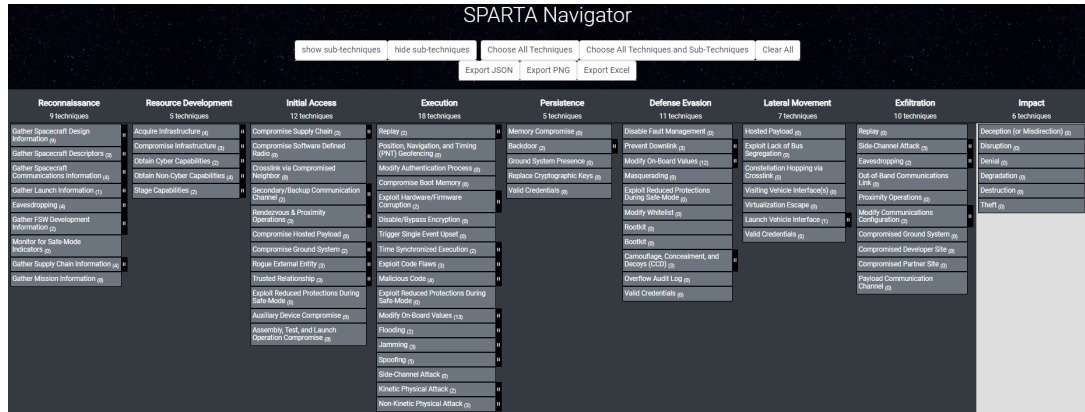 SPARTA Navigator
show sub-techniques
hide sub-techniques
Choose All Techniques
Choose All Techniques and Sub-Techniques
Clear All
Export JSON
Export PNG
Export Excel
Reconnaissance
9 techniques
Gather Spacecraft Design
Information (9)
Gather Spacecraft Descriptors (3)
Gather Spacecraft
Communications Information (4)
Gather Launch Information (1)
Eavesdropping (4)
Gather FSW Development
Information (2)
Monitor for Safe-Mode
Indicators (0)
Gather Supply Chain Information (4)
Gather Mission Information (0)
Resource Development
5 techniques
Acquire Infrastructure (4)
Compromise Infrastructure (3)
Obtain Cyber Capabilities (2)
Obtain Non-Cyber Capabilities (4)
Stage Capabilities (2)
Initial Access
12 techniques
Compromise Supply Chain (3)
Compromise Software Defined
Radio (0)
Crosslink via Compromised
Neighbor (0)
Secondary/Backup Communication
Channel (2)
Rendezvous & Proximity
Operations (3)
Compromise Hosted Payload (0)
Compromise Ground System (2)
Rogue External Entity (3)
Trusted Relationship (3)
Exploit Reduced Protections During
Safe-Mode (0)
Auxiliary Device Compromise (0)
Assembly, Test, and Launch
Operation Compromise (0)
Execution
18 techniques
Replay (2)
Position, Navigation, and Timing
(PNT) Geofencing (0)
Modify Authentication Process (0)
Compromise Boot Memory (0)
Exploit Hardware/Firmware
Corruption (2)
Disable/Bypass Encryption (0)
Trigger Single Event Upset (0)
Time Synchronized Execution (2)
Exploit Code Flaws (3)
Malicious Code (4)
Exploit Reduced Protections During
Safe-Mode (0)
Modify On-Board Values (13)
Flooding (2)
Jamming (3)
Spoofing (5)
Side-Channel Attack (0)
Kinetic Physical Attack (2)
Non-Kinetic Physical Attack (3)
Persistence
5 techniques
Memory Compromise (0)
Backdoor (2)
Ground System Presence (0)
Replace Cryptographic Keys (0)
Valid Credentials (0)
Defense Evasion
11 techniques
Disable Fault Management (0)
Prevent Downlink (3)
Modify On-Board Values (12)
Masquerading (0)
Exploit Reduced Protections
During Safe-Mode (0)
Modify Whitelist (0)
Rootkit (0)
Bootkit (0)
Camouflage, Concealment, and
Decoys (CCD) (3)
Overflow Audit Log (0)
Valid Credentials (0)
Lateral Movement
7 techniques
Hosted Payload (0)
Exploit Lack of Bus
Segregation (0)
Constellation Hopping via
Crosslink (0)
Visiting Vehicle Interface(s) (0)
Virtualization Escape (0)
Launch Vehicle Interface (1)
Valid Credentials (0)
Exfiltration
10 techniques
Replay (0)
Side-Channel Attack (5)
Eavesdropping (2)
Out-of-Band Communications
Link (0)
Proximity Operations (0)
Modify Communications
Configuration (2)
Compromised Ground System (0)
Compromised Developer Site (0)
Compromised Partner Site (0)
Payload Communication
Channel (0)
Impact
6 techniques
Deception (or Misdirection) (0)
Disruption (0)
Denial (0)
Degradation (0)
Destruction (0)
Theft (0)